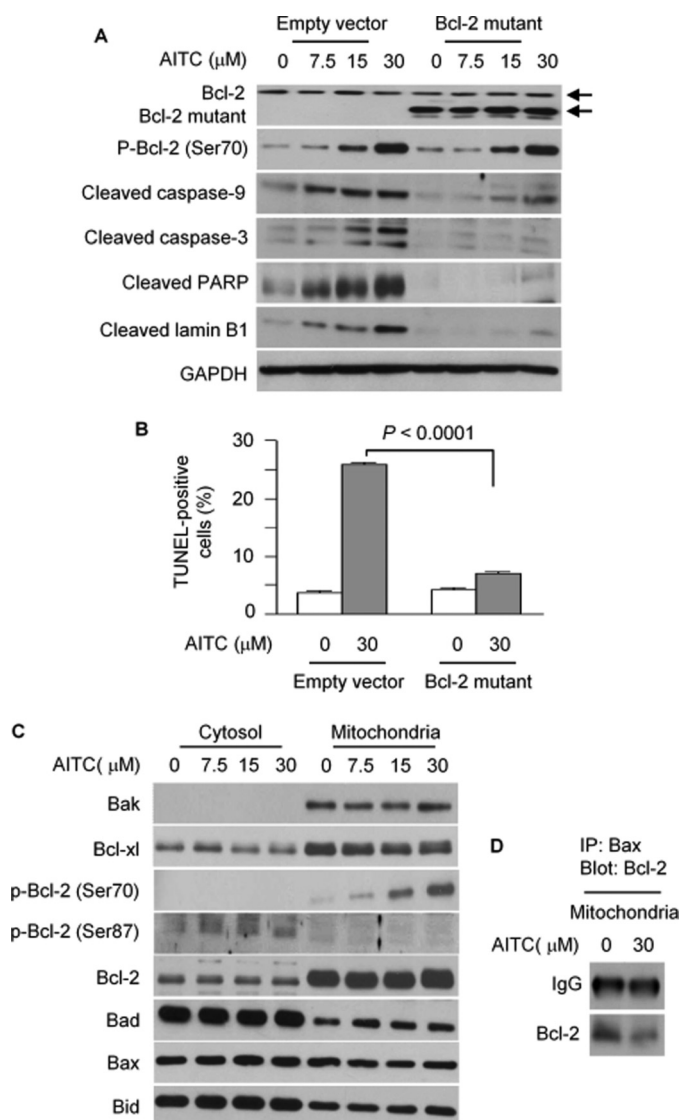 A
Empty vector Bcl-2 mutant
AITC (μM) 0 7.5 15 30 0 7.5 15 30
Bcl-2
Bcl-2 mutant
P-Bcl-2 (Ser70)
Cleaved caspase-9
Cleaved caspase-3
Cleaved PARP
Cleaved lamin B1
GAPDH
B
P < 0.0001
TUNEL-positive
cells (%)
30
20
10
0
AITC (μM) 0 30 0 30
Empty vector Bcl-2 mutant
C
Cytosol Mitochondria
AITC( μM) 0 7.5 15 30 0 7.5 15 30
Bak
Bcl-xl
p-Bcl-2 (Ser70)
p-Bcl-2 (Ser87)
Bcl-2
Bad
Bax
Bid
D
IP: Bax
Blot: Bcl-2
Mitochondria
AITC( μM) 0 30
IgG
Bcl-2